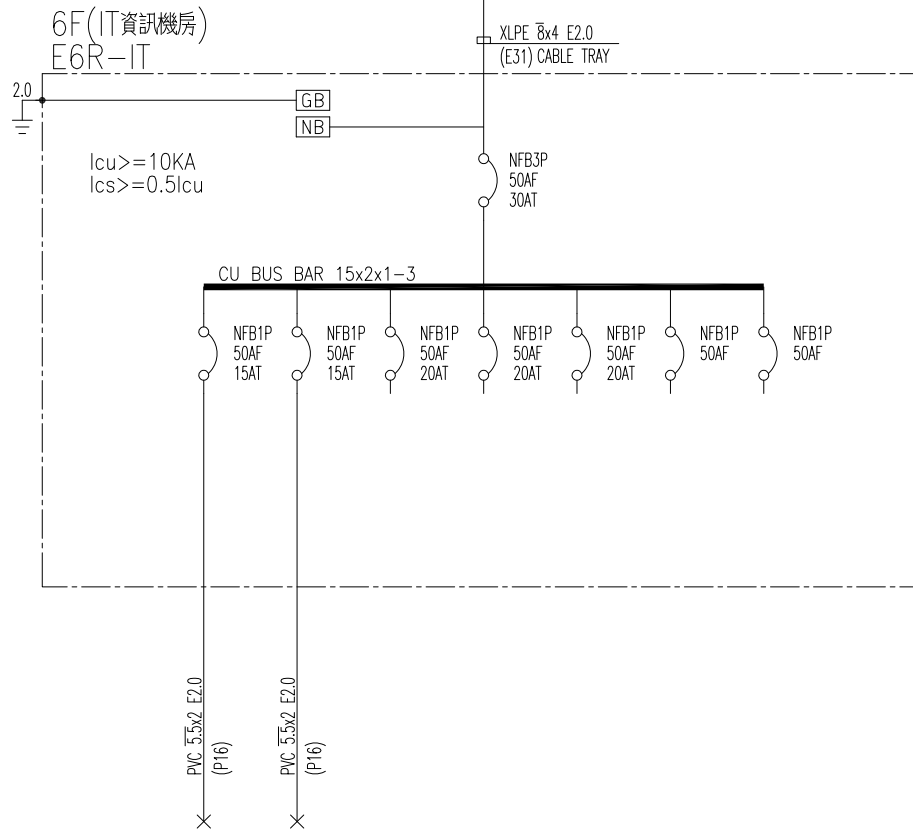 6F(IT資訊機房)
E6R-IT
XLPE 8x4 E2.0
(E31) CABLE TRAY
2.0
GB
NB
Icu>=10KA
Ics>=0.5Icu
NFB3P
50AF
30AT
CU BUS BAR 15x2x1-3
NFB1P
50AF
15AT
NFB1P
50AF
15AT
NFB1P
50AF
20AT
NFB1P
50AF
20AT
NFB1P
50AF
20AT
NFB1P
50AF
NFB1P
50AF
PVC 5.5x2 E2.0
(P16)
PVC 5.5x2 E2.0
(P16)